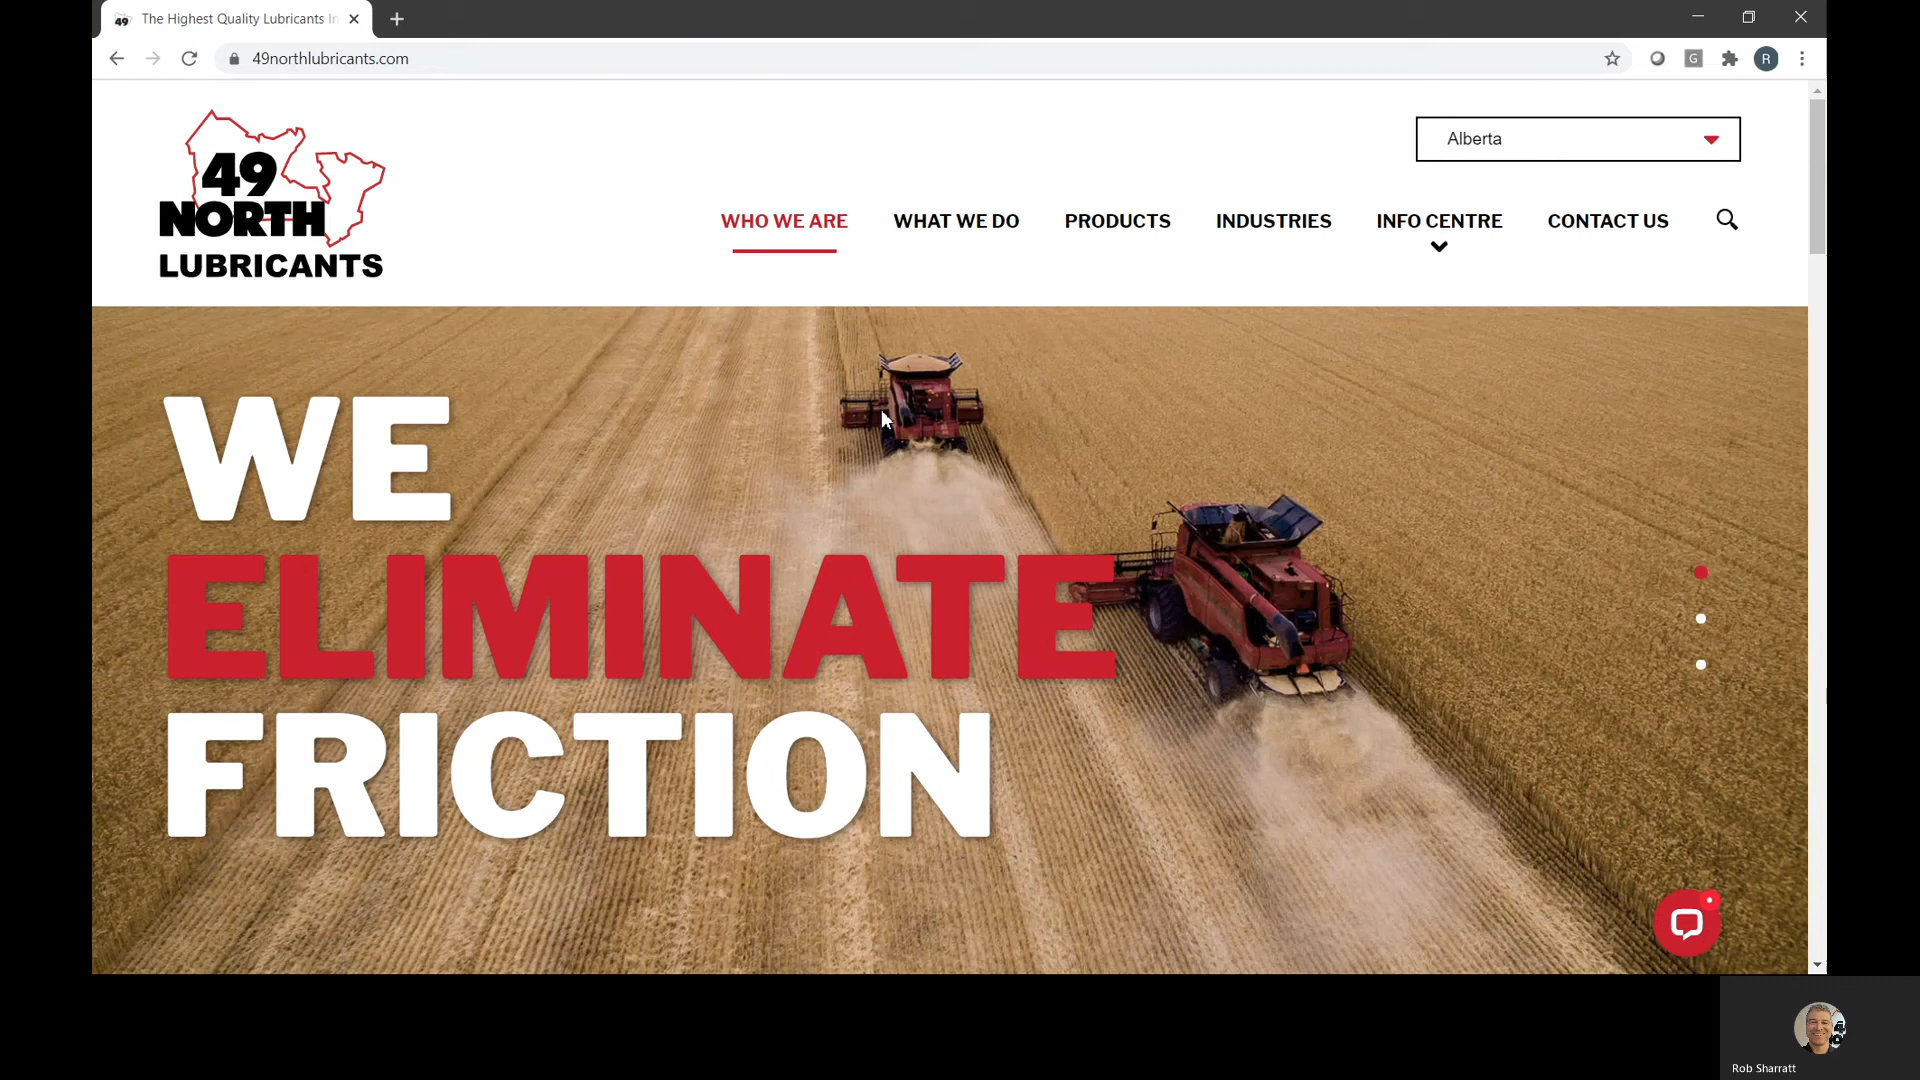 49 The Highest Quality Lubricants In
49northlubricants.com
G
R
49
NORTH
LUBRICANTS
Alberta
WHO WE ARE
WHAT WE DO
PRODUCTS
INDUSTRIES
INFO CENTRE
CONTACT US
WE
ELIMINATE
FRICTION
Rob Sharratt